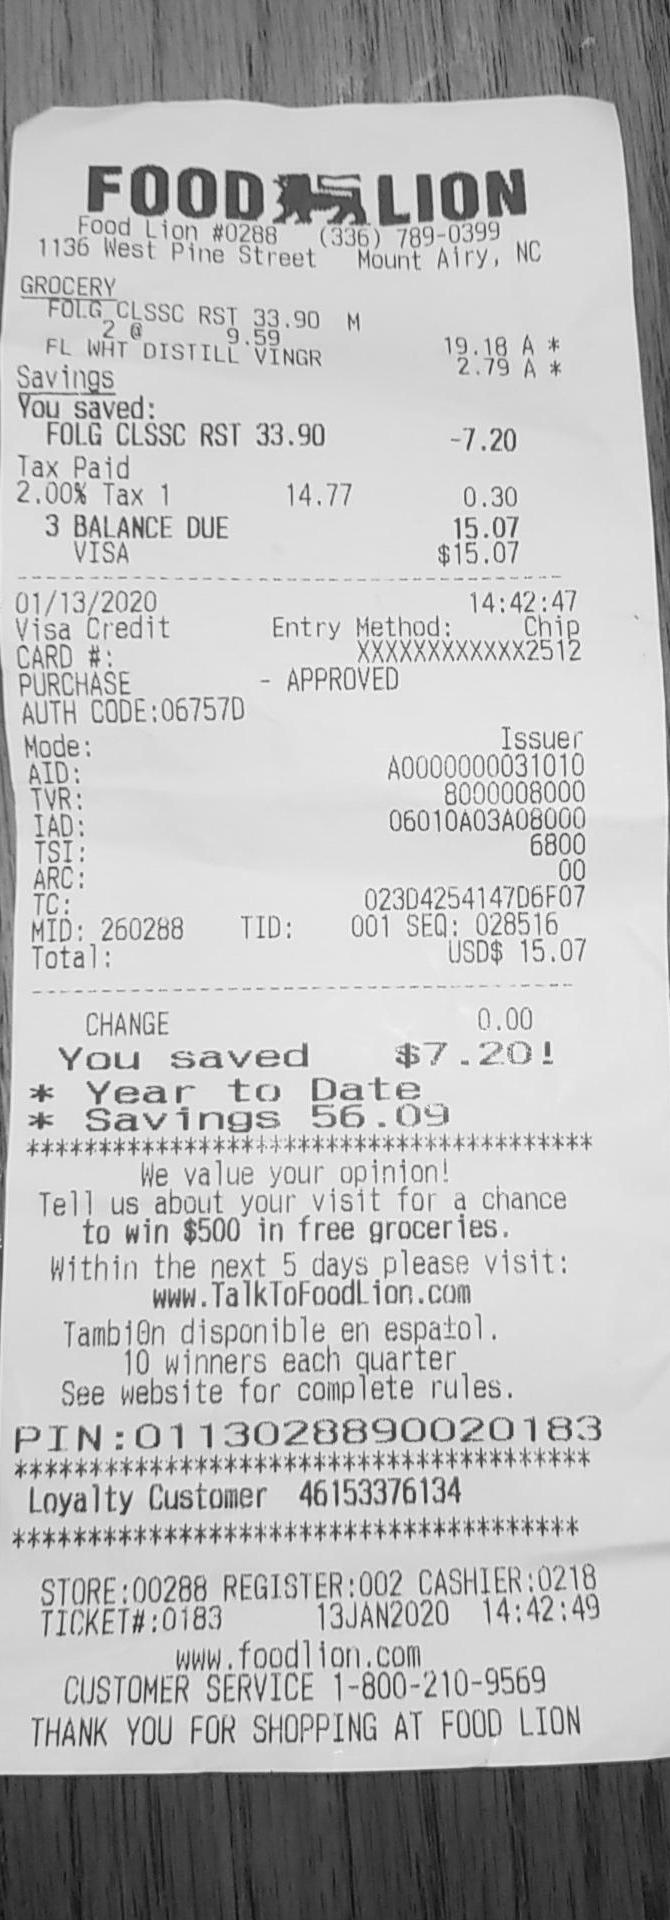 FOOD LION
Food Lion #0288 (336) 789-0399
1136 West Pine Street Mount Airy, NC
GROCERY
FOLG CLSSC RST 33.90 M
2 @ 9.59 19.18 A *
FL WHT DISTILL VINGR 2.79 A *
Savings
You saved:
FOLG CLSSC RST 33.90 -7.20
Tax Paid
2.00% Tax 1 14.77 0.30
3 BALANCE DUE 15.07
VISA $15.07
01/13/2020 14:42:47
Visa Credit Entry Method: Chip
CARD #: XXXXXXXXXXXX2512
PURCHASE - APPROVED
AUTH CODE:06757D
Mode: Issuer
AID: A0000000031010
TVR: 8000008000
IAD: 06010A03A08000
TSI: 6800
ARC: 00
TC: 023D4254147D6F07
MID: 260288 TID: 001 SEQ: 028516
Total: USD$ 15.07
CHANGE 0.00
You saved $7.20!
* Year to Date
* Savings 56.09
****************************************
We value your opinion!
Tell us about your visit for a chance
to win $500 in free groceries.
Within the next 5 days please visit:
www.TalkToFoodLion.com
Tambi0n disponible en espa±ol.
10 winners each quarter
See website for complete rules.
PIN:0113028890020183
****************************************
Loyalty Customer 46153376134
****************************************
STORE:00288 REGISTER:002 CASHIER:0218
TICKET#:0183 13JAN2020 14:42:49
www.foodlion.com
CUSTOMER SERVICE 1-800-210-9569
THANK YOU FOR SHOPPING AT FOOD LION